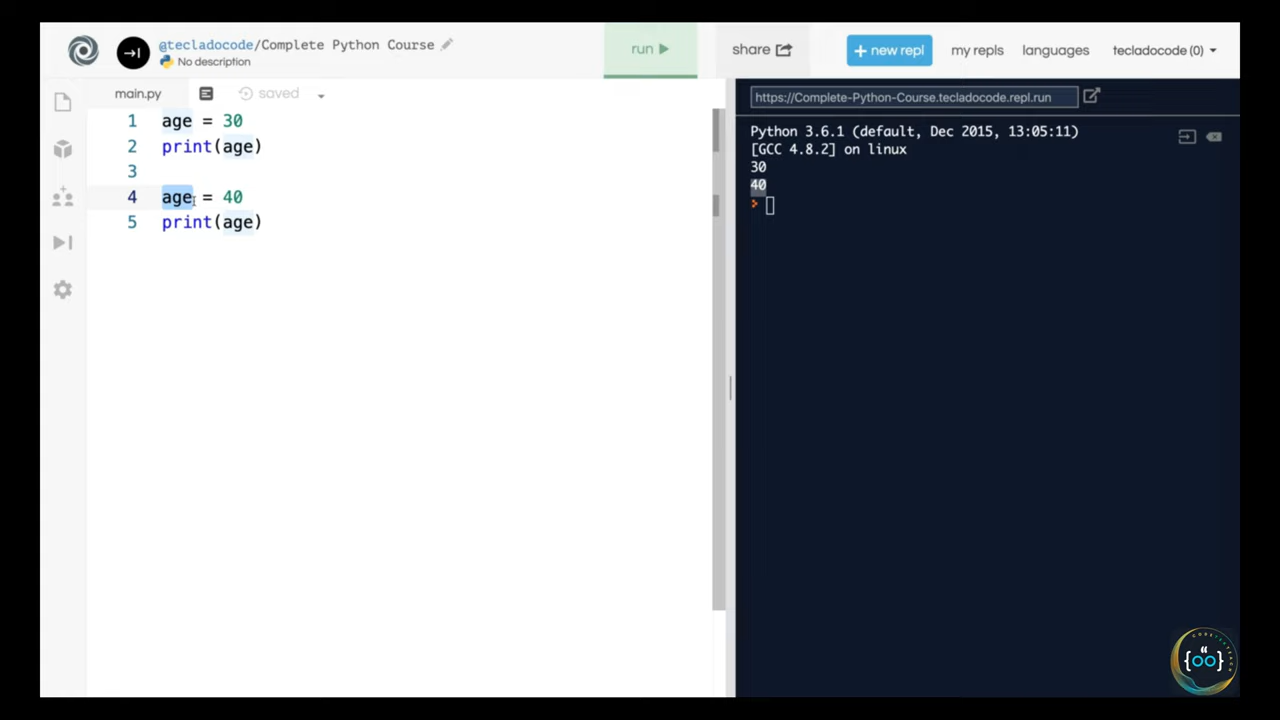 @tecladocode/Complete Python Course
No description
run
share
+ new repl
my repls
languages
tecladocode (0)
main.py
saved
https://Complete-Python-Course.tecladocode.repl.run
1 age = 30
2 print(age)
3
4 age = 40
5 print(age)
Python 3.6.1 (default, Dec 2015, 13:05:11)
[GCC 4.8.2] on linux
30
40